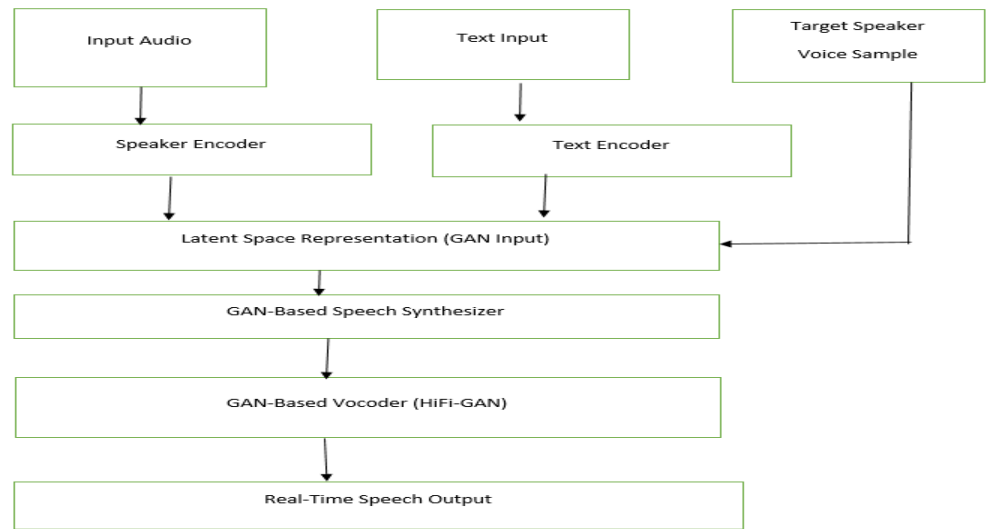 Input Audio
Text Input
Target Speaker
Voice Sample
Speaker Encoder
Text Encoder
Latent Space Representation (GAN Input)
GAN-Based Speech Synthesizer
GAN-Based Vocoder (HiFi-GAN)
Real-Time Speech Output